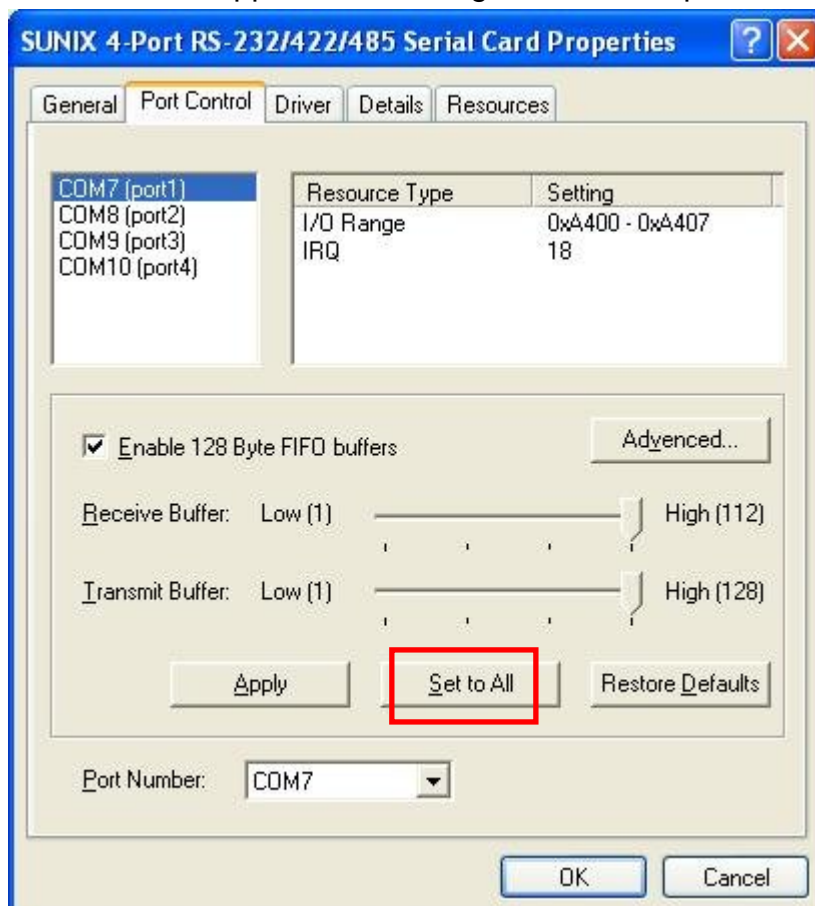 SUNIX 4-Port RS-232/422/485 Serial Card Properties
General Port Control Driver Details Resources
COM7 (port1)
COM8 (port2)
COM9 (port3)
COM10 (port4)
Resource Type Setting
I/O Range 0xA400 - 0xA407
IRQ 18
Enable 128 Byte FIFO buffers
Advenced...
Receive Buffer: Low (1) High (112)
Transmit Buffer: Low (1) High (128)
Apply Set to All Restore Defaults
Port Number: COM7
OK Cancel